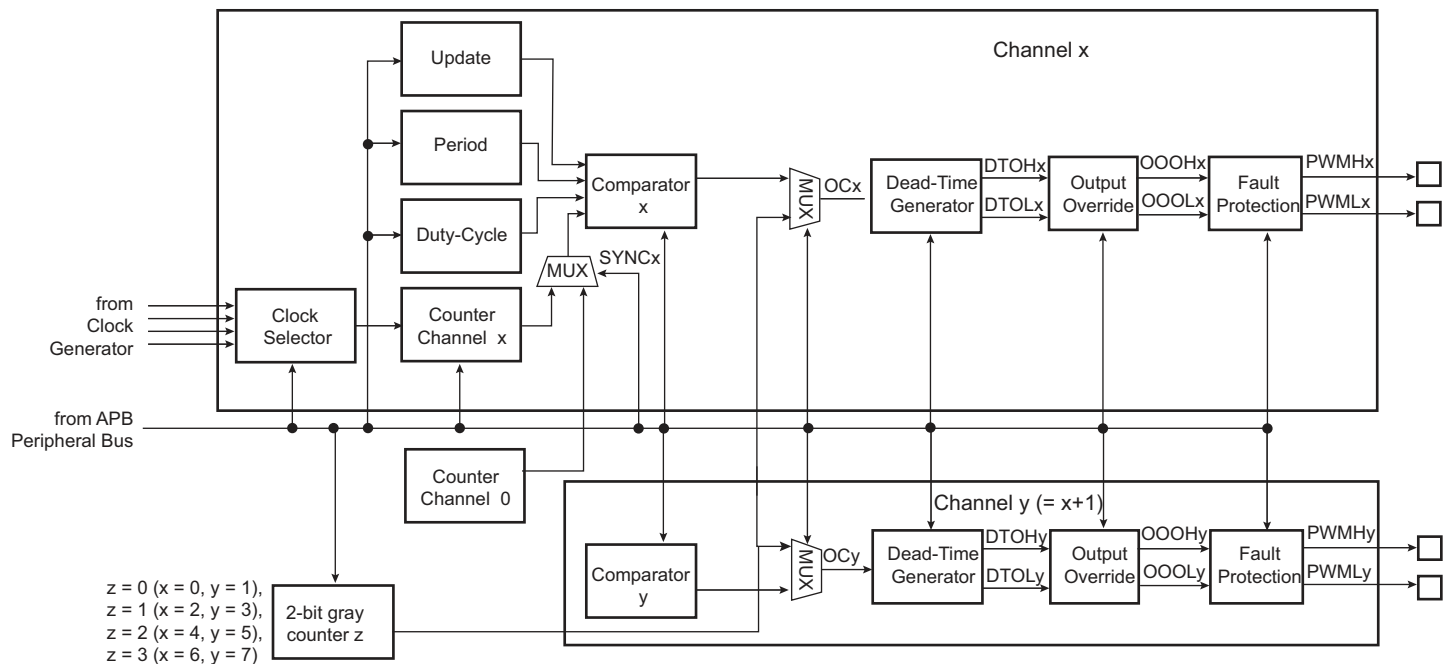 Channel x
Update
Period
Duty-Cycle
Comparator
x
MUX
SYNCx
MUX
OCx
Dead-Time
Generator
DTOHx
DTOLx
Output
Override
OOOHx
OOOLx
Fault
Protection
PWMHx
PWMLx
from
Clock
Generator
Clock
Selector
Counter
Channel x
from APB
Peripheral Bus
Counter
Channel 0
Channel y (= x+1)
Comparator
y
MUX
OCy
Dead-Time
Generator
DTOHy
DTOLy
Output
Override
OOOHy
OOOLy
Fault
Protection
PWMHy
PWMLy
z = 0 (x = 0, y = 1),
z = 1 (x = 2, y = 3),
z = 2 (x = 4, y = 5),
z = 3 (x = 6, y = 7)
2-bit gray
counter z